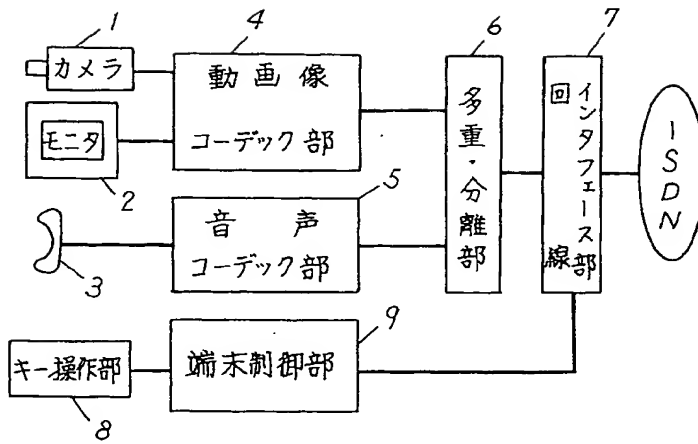 1
カメラ
モニタ
2
3
4
動画像
コーデック部
5
音声
コーデック部
6
多重・分離部
7
回線
インタフェース部
ISDN
キー操作部
8
9
端末制御部